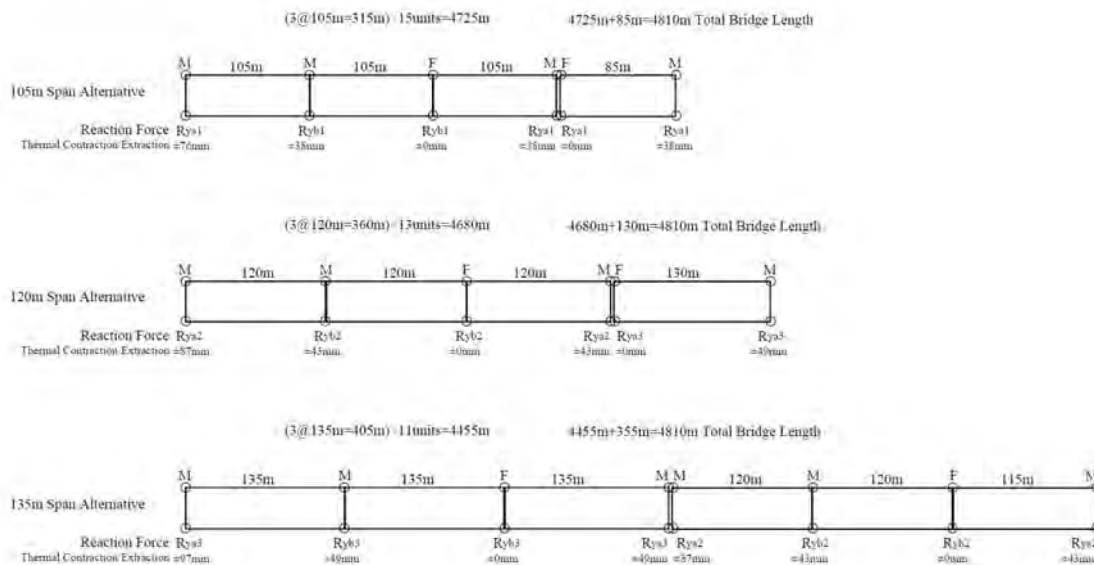 (3@105m=315m) 15units=4725m 4725m+85m=4810m Total Bridge Length
M M F M F M
105m 105m 105m 85m
105m Span Alternative
Reaction Force Rya1 Ryb1 Ryb1 Rya1 Rya1 Rya1
Thermal Contraction Extraction ±76mm ±38mm ±0mm ±38mm ±0mm ±38mm
(3@120m=360m) 13units=4680m 4680m+130m=4810m Total Bridge Length
M M F M F M
120m 120m 120m 130m
120m Span Alternative
Reaction Force Rya2 Ryb2 Ryb2 Rya2 Rya3 Rya3
Thermal Contraction Extraction ±87mm ±43mm ±0mm ±43mm ±0mm ±49mm
(3@135m=405m) 11units=4455m 4455m+355m=4810m Total Bridge Length
M M F M M M F M
135m 135m 135m 120m 120m 115m
135m Span Alternative
Reaction Force Rya3 Ryb3 Ryb3 Rya3 Rya2 Ryb2 Ryb2 Rya2
Thermal Contraction Extraction ±97mm ±49mm ±0mm ±49mm ±87mm ±43mm ±0mm ±43mm